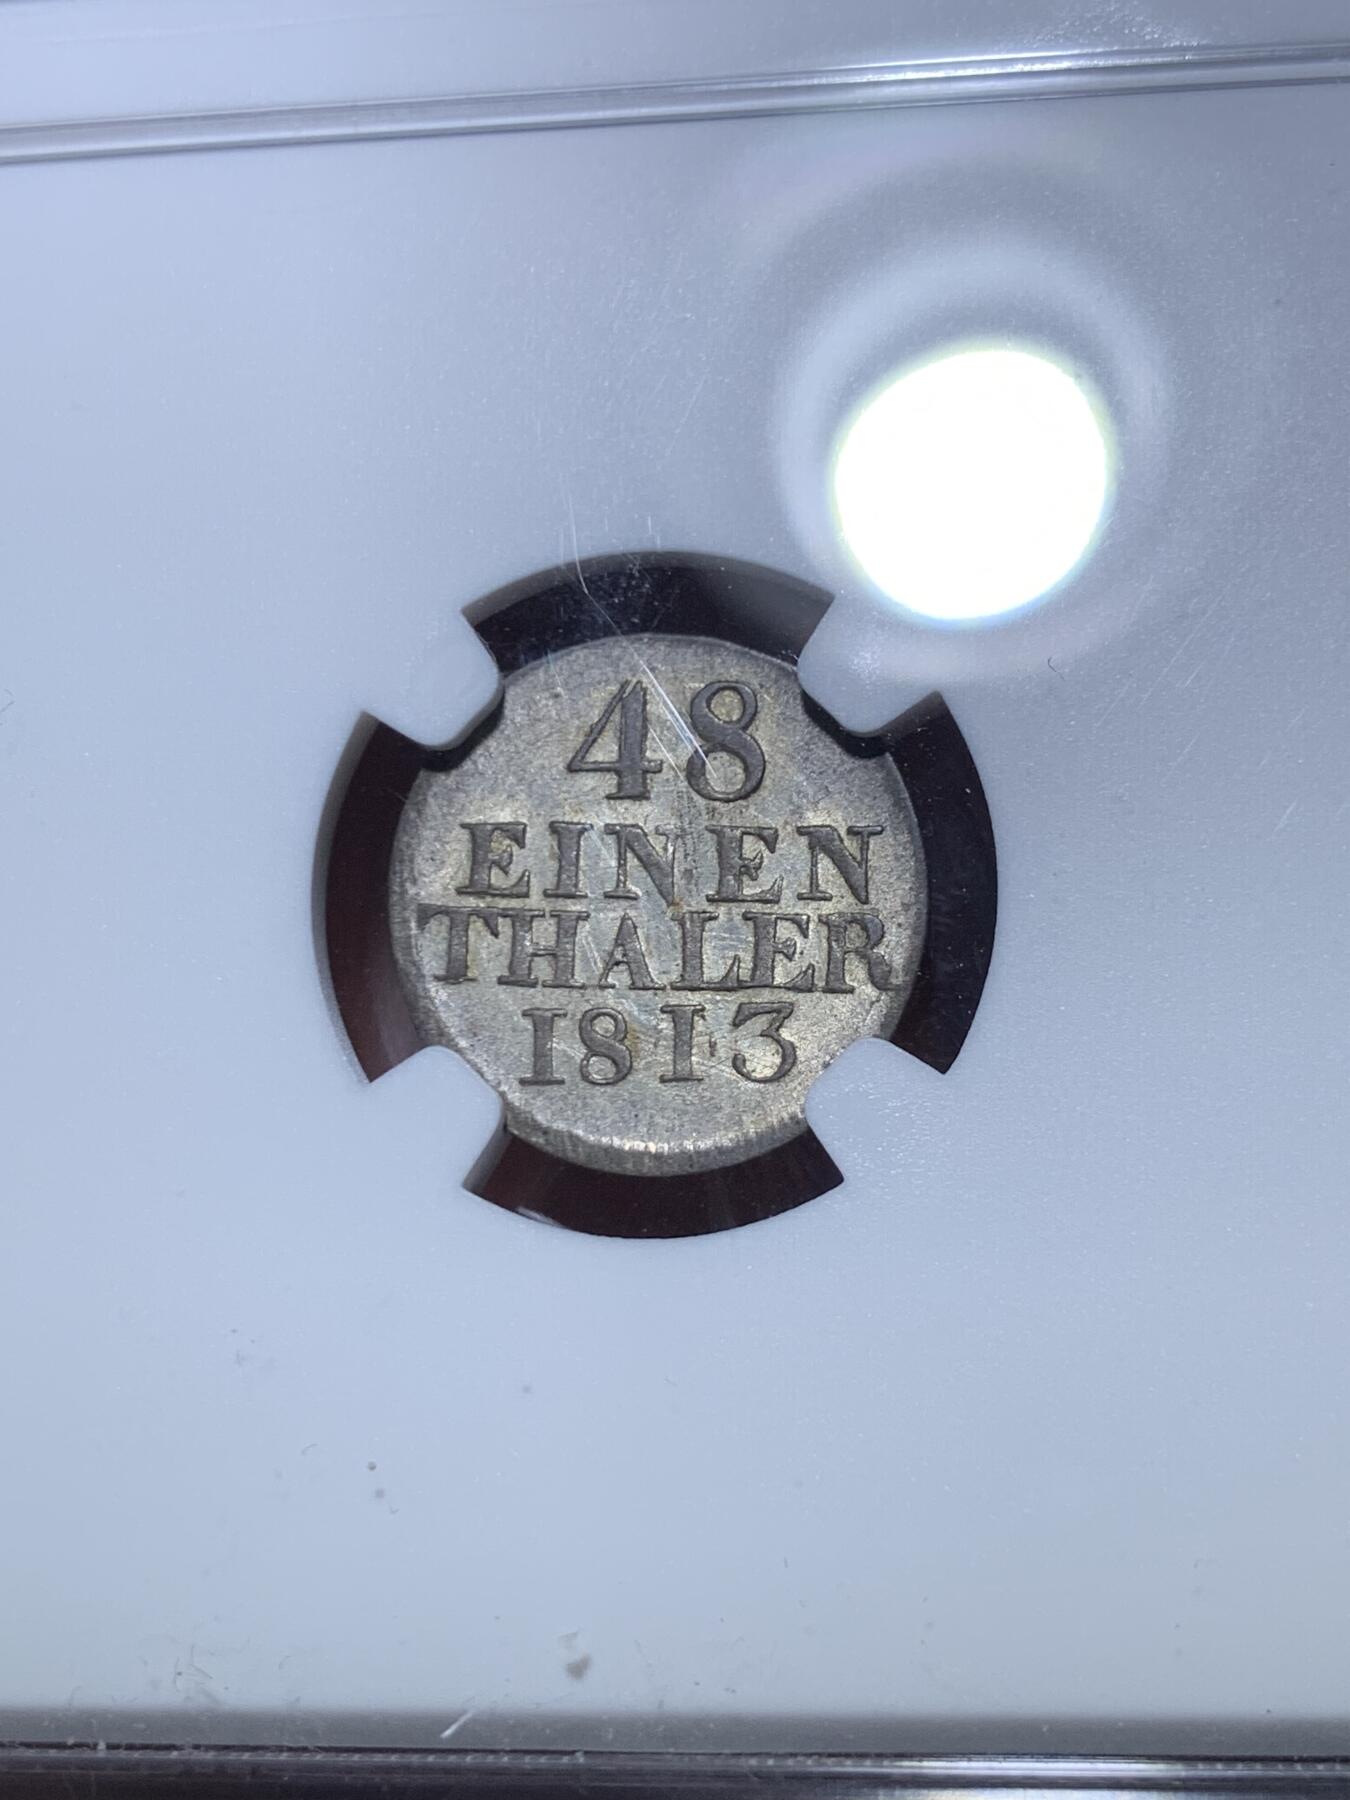 48
EINEN
THALER
1813